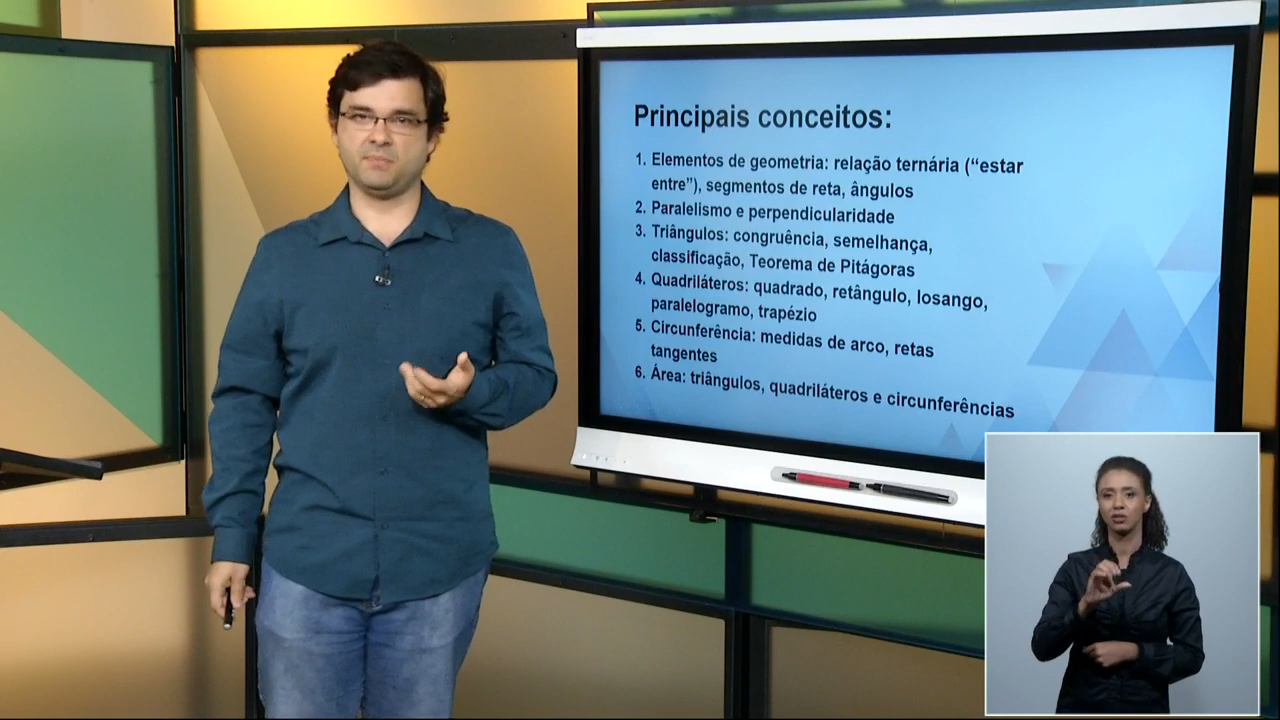 Principais conceitos:
1. Elementos de geometria: relação ternária (“estar
entre”), segmentos de reta, ângulos
2. Paralelismo e perpendicularidade
3. Triângulos: congruência, semelhança,
classificação, Teorema de Pitágoras
4. Quadriláteros: quadrado, retângulo, losango,
paralelogramo, trapézio
5. Circunferência: medidas de arco, retas
tangentes
6. Área: triângulos, quadriláteros e circunferências